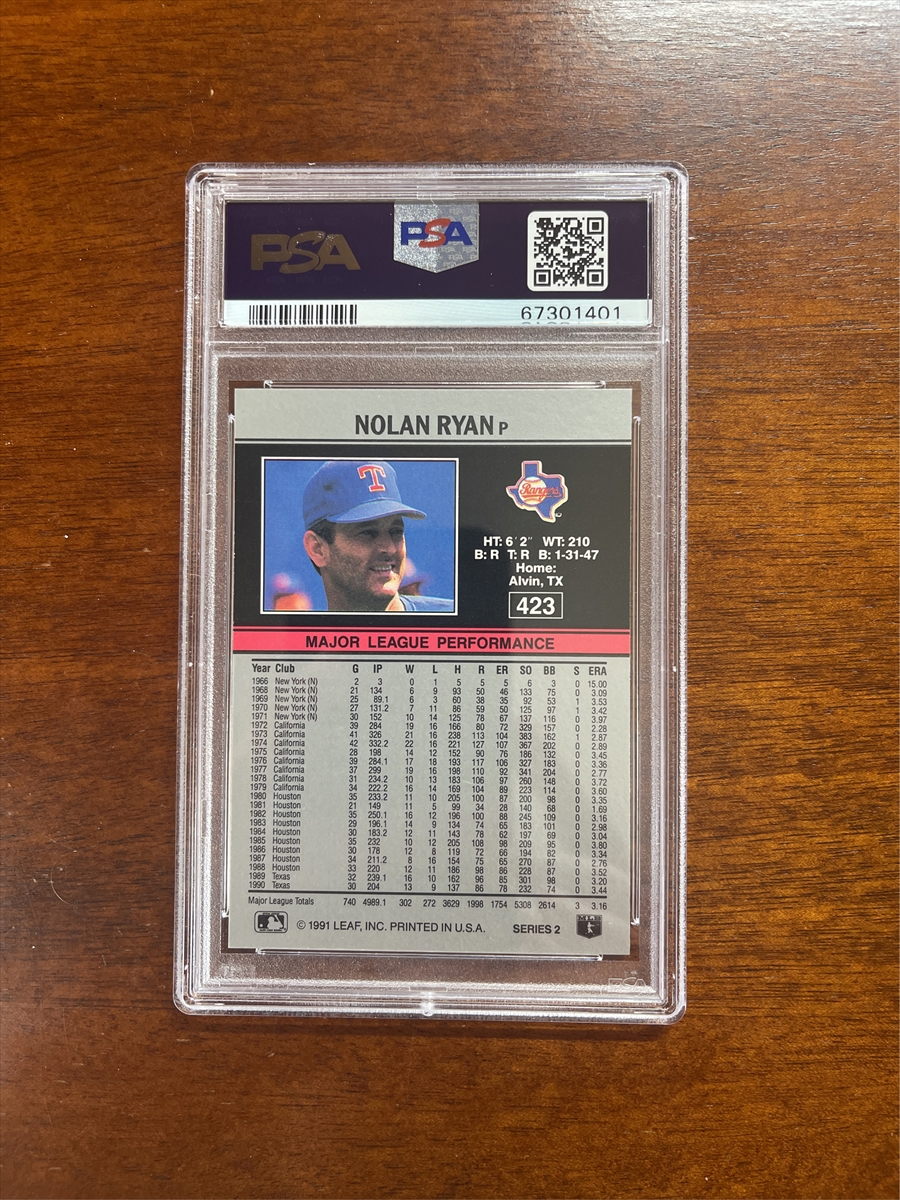 PSA
PSA
67301401
NOLAN RYAN P
T
Rangers
HT: 6′2″ WT: 210
B: R T: R B: 1-31-47
Home:
Alvin, TX
423
MAJOR LEAGUE PERFORMANCE
Year Club G IP W L H R ER SO BB S ERA
1966 New York (N) 2 3 0 1 5 5 5 6 3 0 15.00
1968 New York (N) 21 134 6 9 93 50 46 133 75 0 3.09
1969 New York (N) 25 89.1 6 3 60 38 35 92 53 1 3.53
1970 New York (N) 27 131.2 7 11 86 59 50 125 97 1 3.42
1971 New York (N) 30 152 10 14 125 78 67 137 116 0 3.97
1972 California 39 284 19 16 166 80 72 329 157 0 2.28
1973 California 41 326 21 16 238 113 104 383 162 1 2.87
1974 California 42 332.2 22 16 221 127 107 367 202 0 2.89
1975 California 28 198 14 12 152 90 76 186 132 0 3.45
1976 California 39 284.1 17 18 193 117 106 327 183 0 3.36
1977 California 37 299 19 16 198 110 92 341 204 0 2.77
1978 California 31 234.2 10 13 183 106 97 260 148 0 3.72
1979 California 34 222.2 16 14 169 104 89 223 114 0 3.60
1980 Houston 35 233.2 11 10 205 100 87 200 98 0 3.35
1981 Houston 21 149 11 5 99 34 28 140 68 0 1.69
1982 Houston 35 250.1 16 12 196 100 88 245 109 0 3.16
1983 Houston 29 196.1 14 9 134 74 65 183 101 0 2.98
1984 Houston 30 183.2 12 11 143 78 62 197 69 0 3.04
1985 Houston 35 232 10 12 205 108 98 209 95 0 3.80
1986 Houston 30 178 12 8 119 72 66 194 82 0 3.34
1987 Houston 34 211.2 8 16 154 75 65 270 87 0 2.76
1988 Houston 33 220 12 11 186 98 86 228 87 0 3.52
1989 Texas 32 239.1 16 10 162 96 85 301 98 0 3.20
1990 Texas 30 204 13 9 137 86 78 232 74 0 3.44
Major League Totals 740 4989.1 302 272 3629 1998 1754 5308 2614 3 3.16
© 1991 LEAF, INC. PRINTED IN U.S.A. SERIES 2
PSA